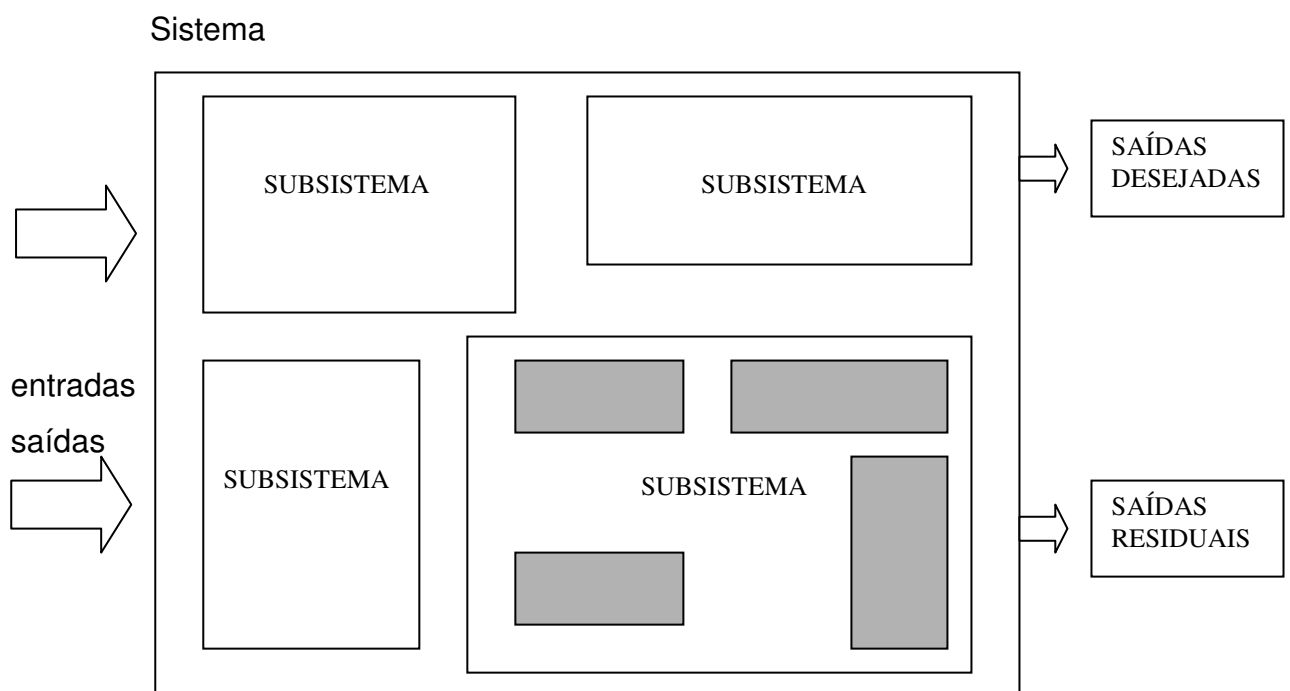 Sistema
SUBSISTEMA
SUBSISTEMA
SAÍDAS
DESEJADAS
entradas
saídas
SUBSISTEMA
SUBSISTEMA
SAÍDAS
RESIDUAIS